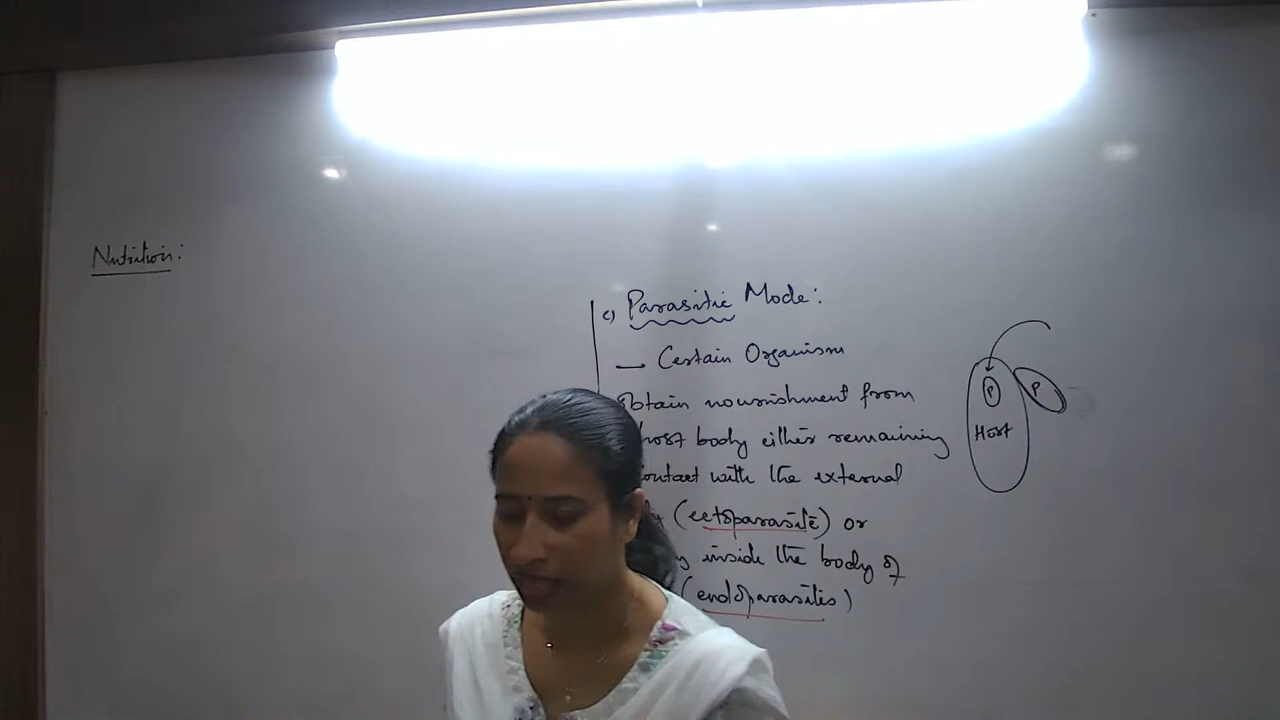 Nutrition:
c) Parasitic Mode:
— Certain Organism
Obtain nourishment from
host body either remaining
contact with the external
(ectoparasite) or
inside the body of
(endoparasites)
P
P
Host